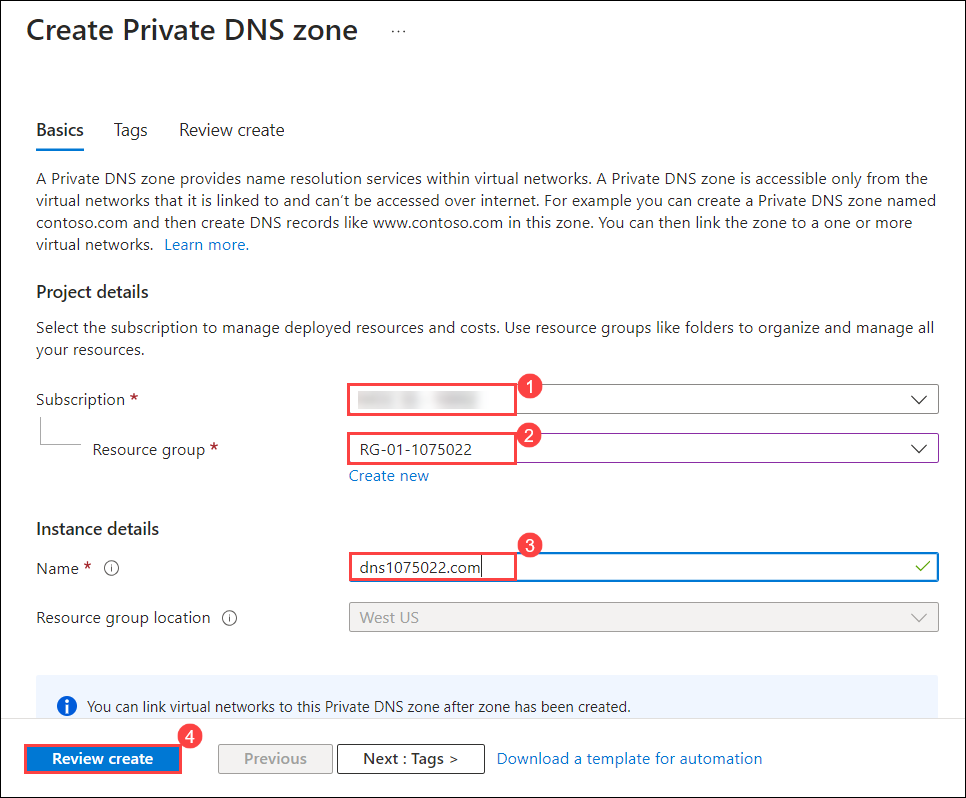 Create Private DNS zone ...
Basics Tags Review create
A Private DNS zone provides name resolution services within virtual networks. A Private DNS zone is accessible only from the
virtual networks that it is linked to and can't be accessed over internet. For example you can create a Private DNS zone named
contoso.com and then create DNS records like www.contoso.com in this zone. You can then link the zone to a one or more
virtual networks. Learn more.
Project details
Select the subscription to manage deployed resources and costs. Use resource groups like folders to organize and manage all
your resources.
Subscription *
1
Resource group * RG-01-1075022
2
Create new
Instance details
3
Name * dns1075022.com
Resource group location West US
You can link virtual networks to this Private DNS zone after zone has been created.
4
Review create Previous Next : Tags > Download a template for automation